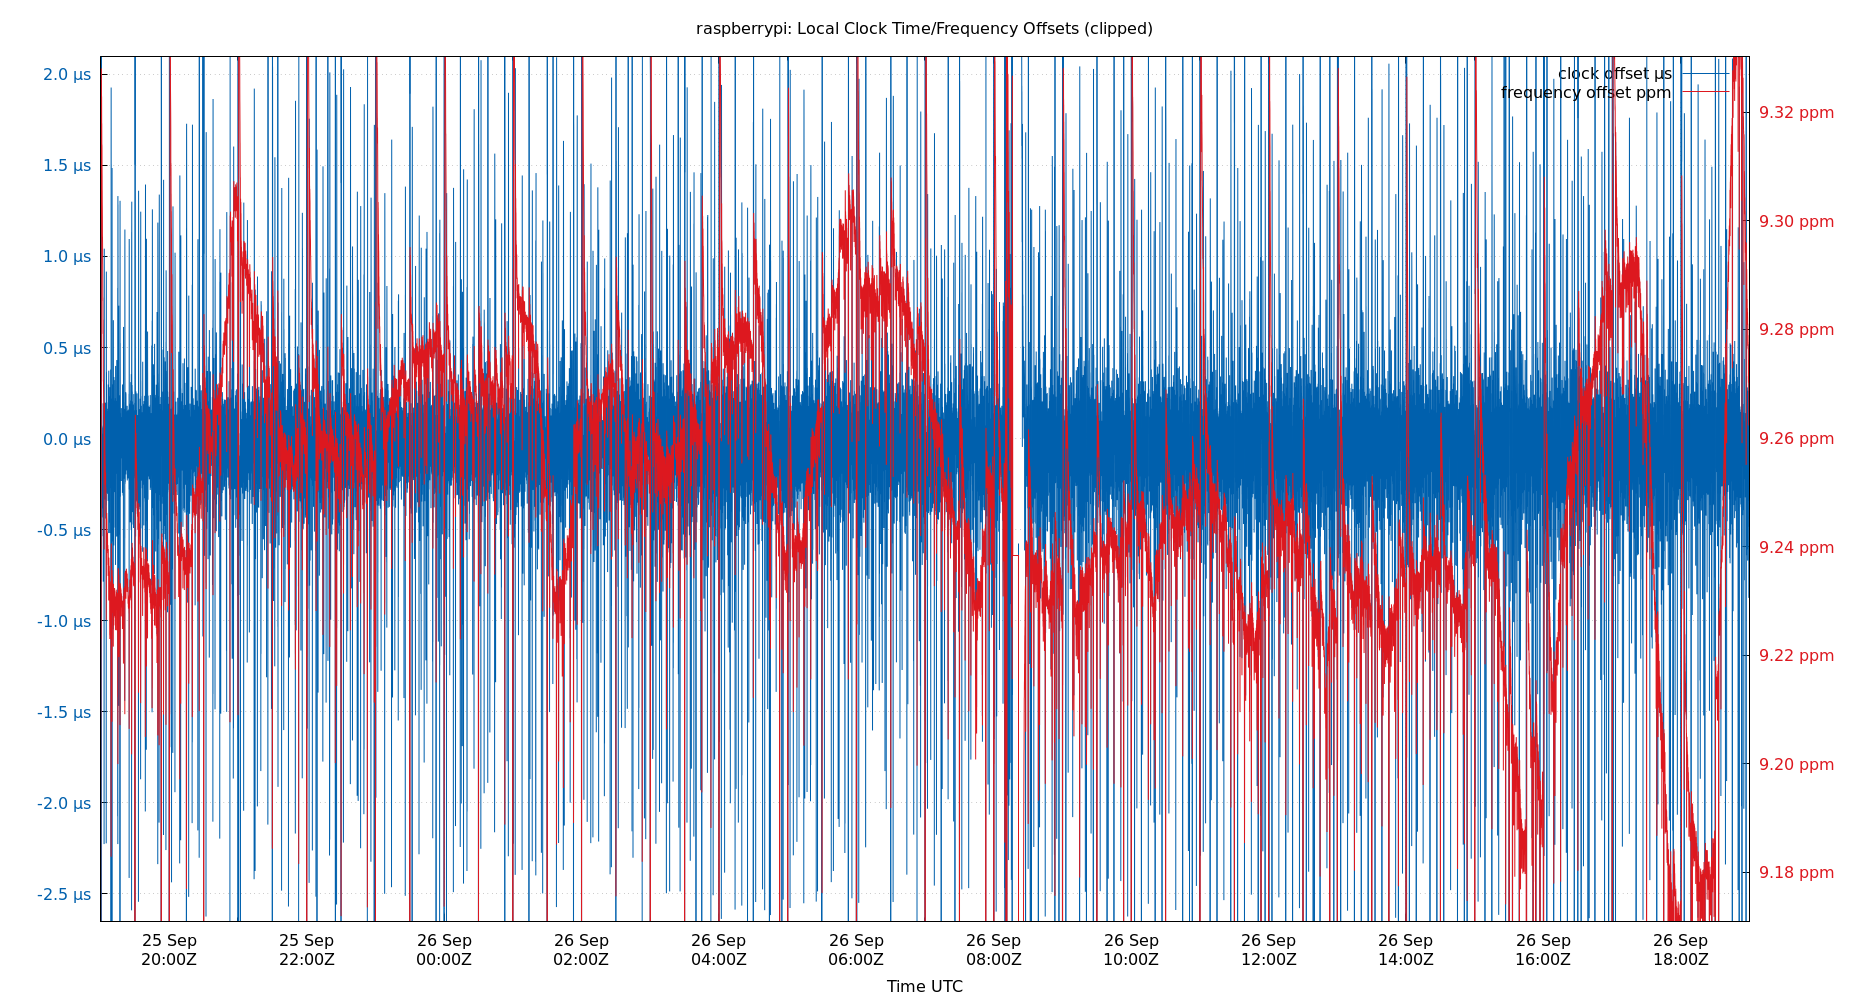 raspberrypi: Local Clock Time/Frequency Offsets (clipped)
clock offset µs
frequency offset ppm
2.0 µs
1.5 µs
1.0 µs
0.5 µs
0.0 µs
-0.5 µs
-1.0 µs
-1.5 µs
-2.0 µs
-2.5 µs
9.32 ppm
9.30 ppm
9.28 ppm
9.26 ppm
9.24 ppm
9.22 ppm
9.20 ppm
9.18 ppm
25 Sep 25 Sep 26 Sep 26 Sep 26 Sep 26 Sep 26 Sep 26 Sep 26 Sep 26 Sep 26 Sep 26 Sep
20:00Z 22:00Z 00:00Z 02:00Z 04:00Z 06:00Z 08:00Z 10:00Z 12:00Z 14:00Z 16:00Z 18:00Z
Time UTC